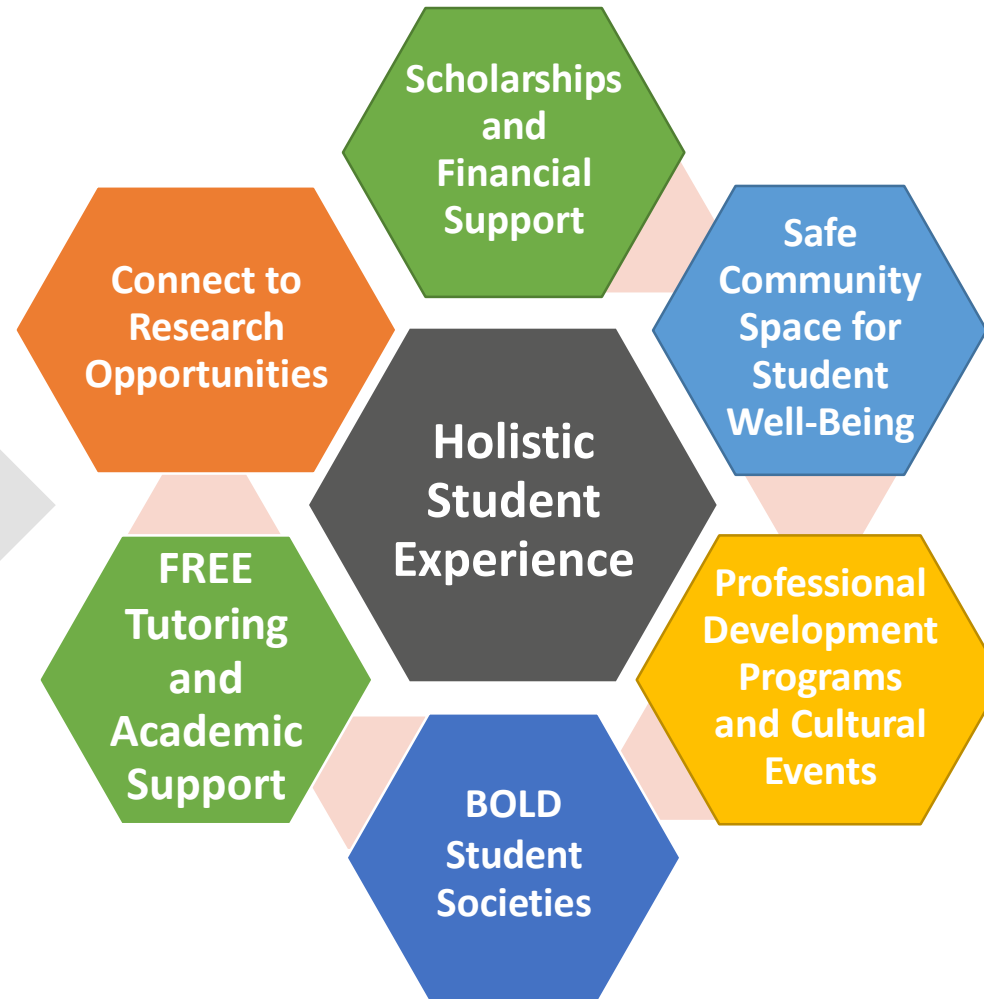 Scholarships
and
Financial
Support
Safe
Community
Space for
Student
Well-Being
Professional
Development
Programs
and Cultural
Events
BOLD
Student
Societies
FREE
Tutoring
and
Academic
Support
Connect to
Research
Opportunities
Holistic
Student
Experience